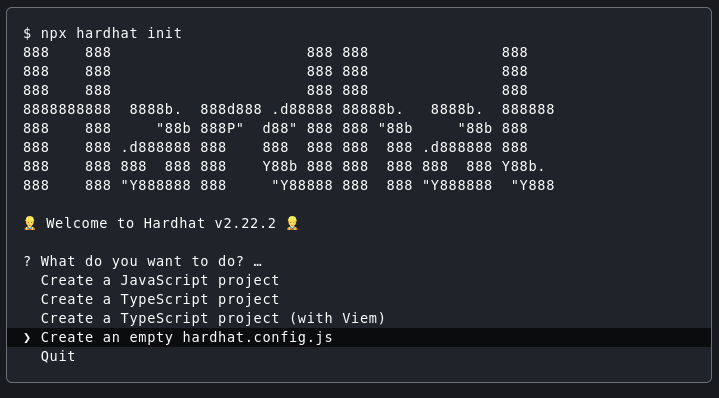 $ npx hardhat init
888    888                      888 888               888
888    888                      888 888               888
888    888                      888 888               888
8888888888  8888b.  888d888 .d88888 88888b.   8888b.  888888
888    888     "88b 888P"  d88" 888 888 "88b     "88b 888
888    888 .d888888 888    888  888 888  888 .d888888 888
888    888 888  888 888    Y88b 888 888  888 888  888 Y88b.
888    888 "Y888888 888     "Y88888 888  888 "Y888888  "Y888
👷 Welcome to Hardhat v2.22.2 👷
? What do you want to do? …
  Create a JavaScript project
  Create a TypeScript project
  Create a TypeScript project (with Viem)
❯ Create an empty hardhat.config.js
  Quit